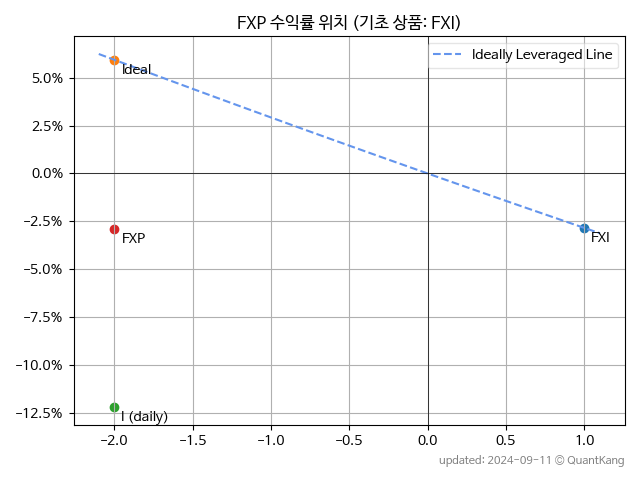 FXP 수익률 위치 (기초 상품: FXI)
Ideally Leveraged Line
5.0%
2.5%
0.0%
−2.5%
−5.0%
−7.5%
−10.0%
−12.5%
Ideal
FXP
FXI
I (daily)
−2.0 −1.5 −1.0 −0.5 0.0 0.5 1.0
updated: 2024-09-11 © QuantKang